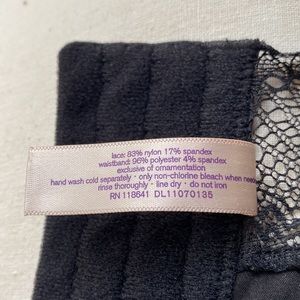 lace: 83% nylon 17% spandex
waistband: 96% polyester 4% spandex
exclusive of ornamentation
hand wash cold separately · only non-chlorine bleach when needed
rinse thoroughly · line dry · do not iron
RN 118641 DL11070135